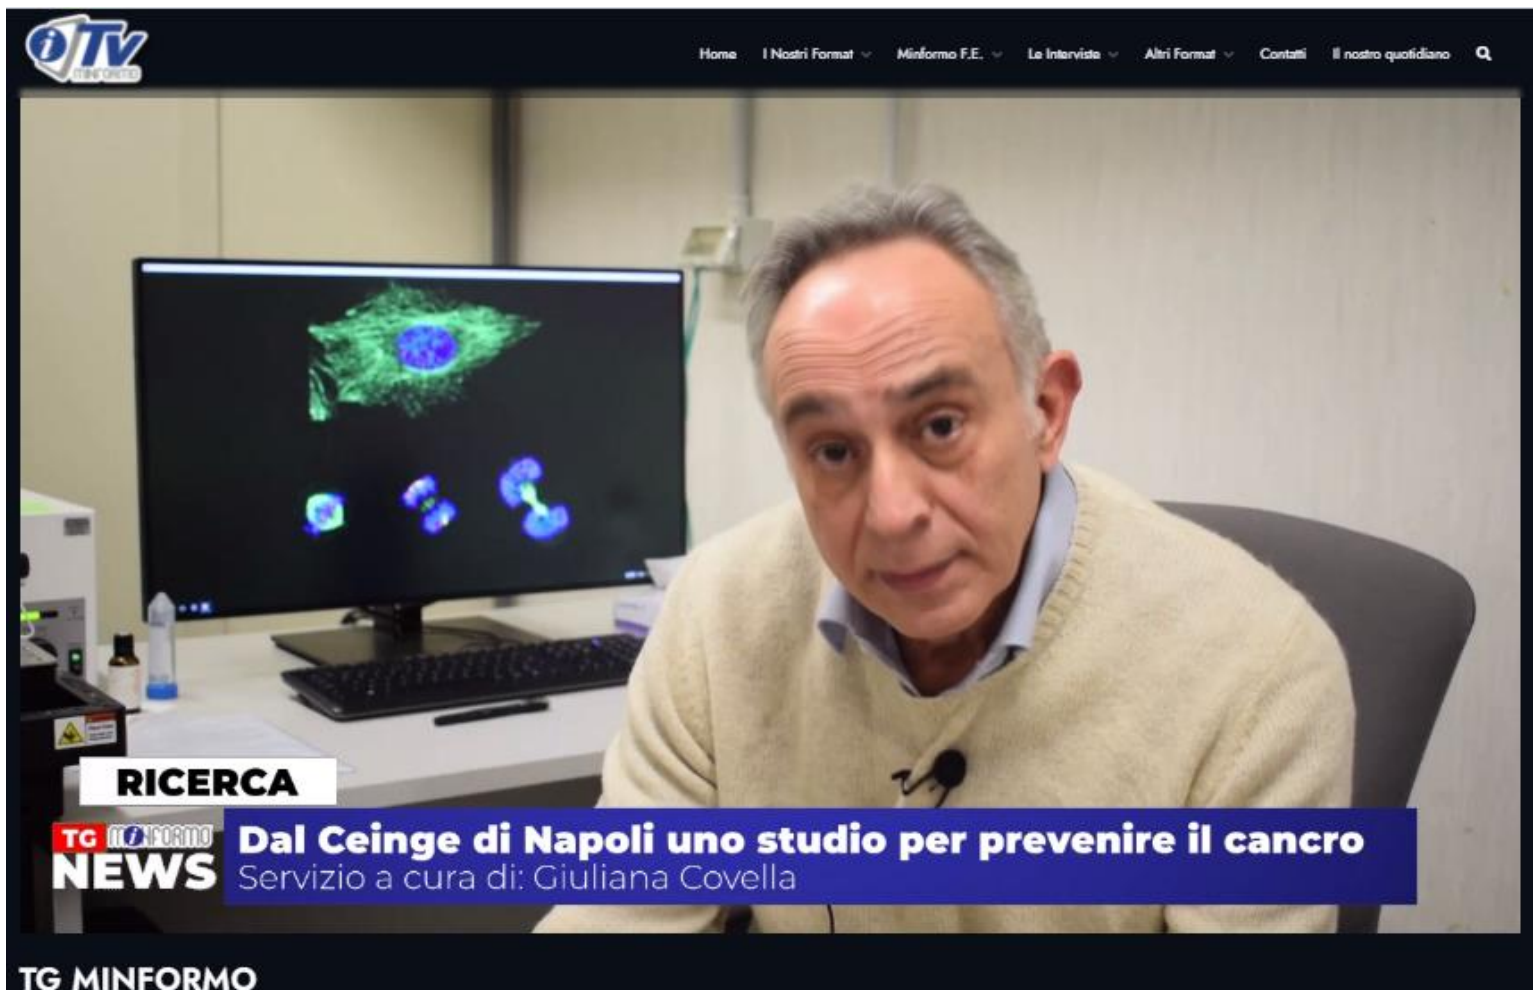 i TV
MINFORMO
Home I Nostri Format Minformo F.E. Le Interviste Altri Format Contatti Il nostro quotidiano
RICERCA
TG MINFORMO
NEWS
Dal Ceinge di Napoli uno studio per prevenire il cancro
Servizio a cura di: Giuliana Covella
TG MINFORMO